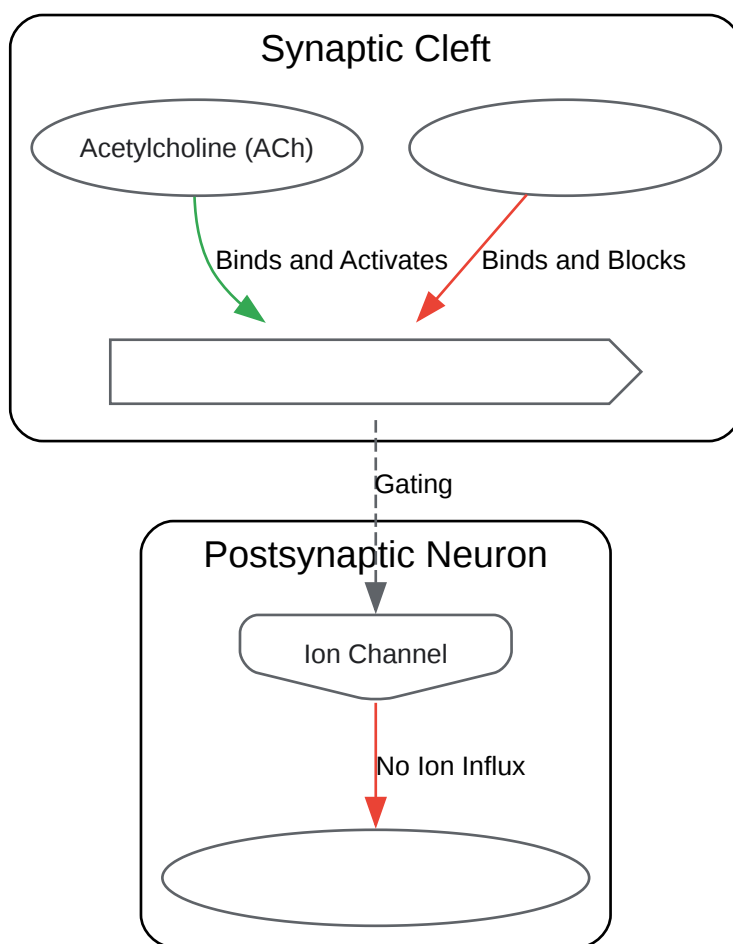 Synaptic Cleft
Acetylcholine (ACh)
Binds and Activates
Binds and Blocks
Gating
Postsynaptic Neuron
Ion Channel
No Ion Influx